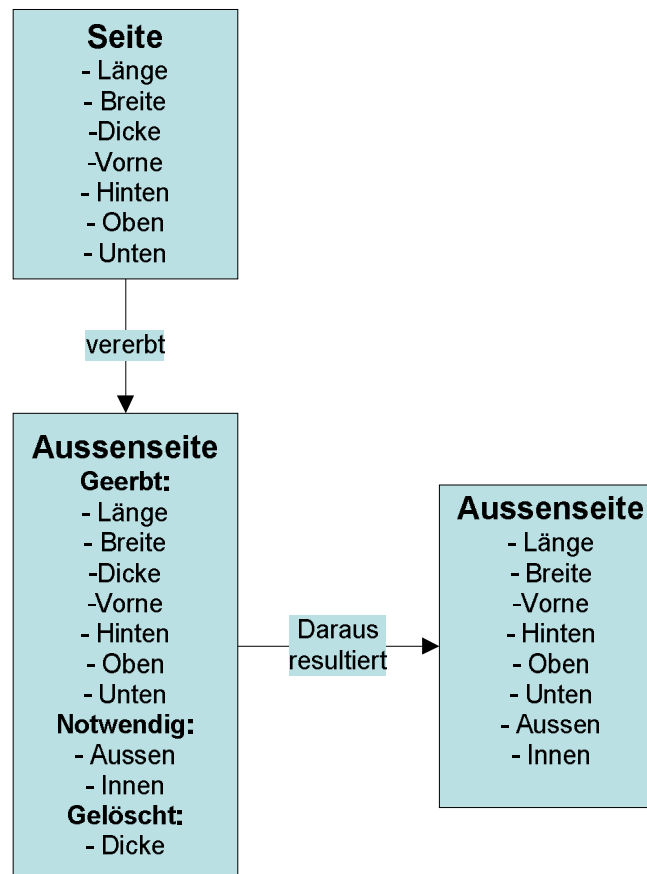 Seite
- Länge
- Breite
-Dicke
-Vorne
- Hinten
- Oben
- Unten
vererbt
Aussenseite
Geerbt:
- Länge
- Breite
-Dicke
-Vorne
- Hinten
- Oben
- Unten
Notwendig:
- Aussen
- Innen
Gelöscht:
- Dicke
Daraus
resultiert
Aussenseite
- Länge
- Breite
-Vorne
- Hinten
- Oben
- Unten
- Aussen
- Innen